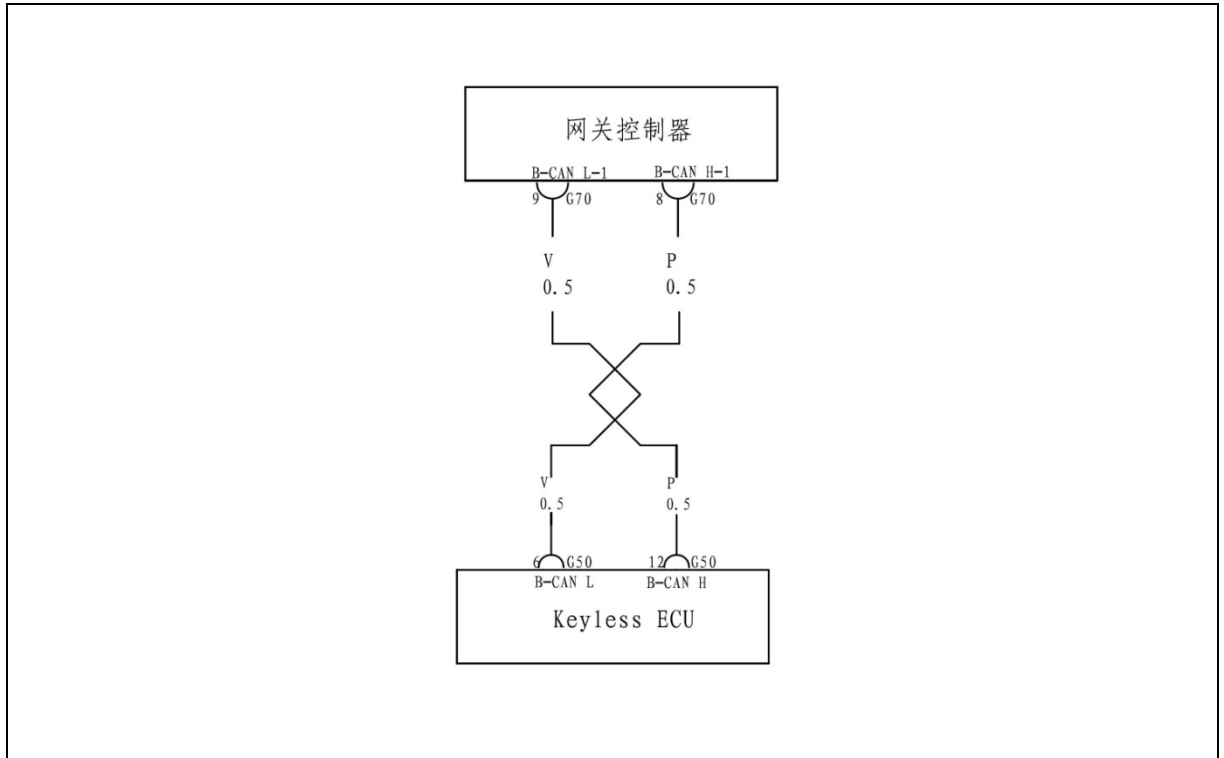 网关控制器
B-CAN L-1 B-CAN H-1
9 G70 8 G70
V P
0.5 0.5
V P
0.5 0.5
6 G50 12 G50
B-CAN L B-CAN H
Keyless ECU